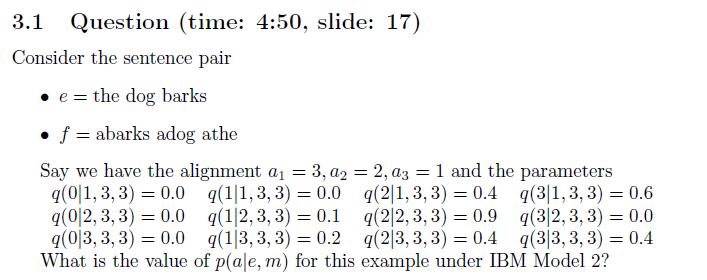 3.1 Question (time: 4:50, slide: 17)
Consider the sentence pair
• e = the dog barks
• f = abarks adog athe
Say we have the alignment a₁ = 3, a₂ = 2, a₃ = 1 and the parameters
q(0|1, 3, 3) = 0.0 q(1|1, 3, 3) = 0.0 q(2|1, 3, 3) = 0.4 q(3|1, 3, 3) = 0.6
q(0|2, 3, 3) = 0.0 q(1|2, 3, 3) = 0.1 q(2|2, 3, 3) = 0.9 q(3|2, 3, 3) = 0.0
q(0|3, 3, 3) = 0.0 q(1|3, 3, 3) = 0.2 q(2|3, 3, 3) = 0.4 q(3|3, 3, 3) = 0.4
What is the value of p(a|e, m) for this example under IBM Model 2?